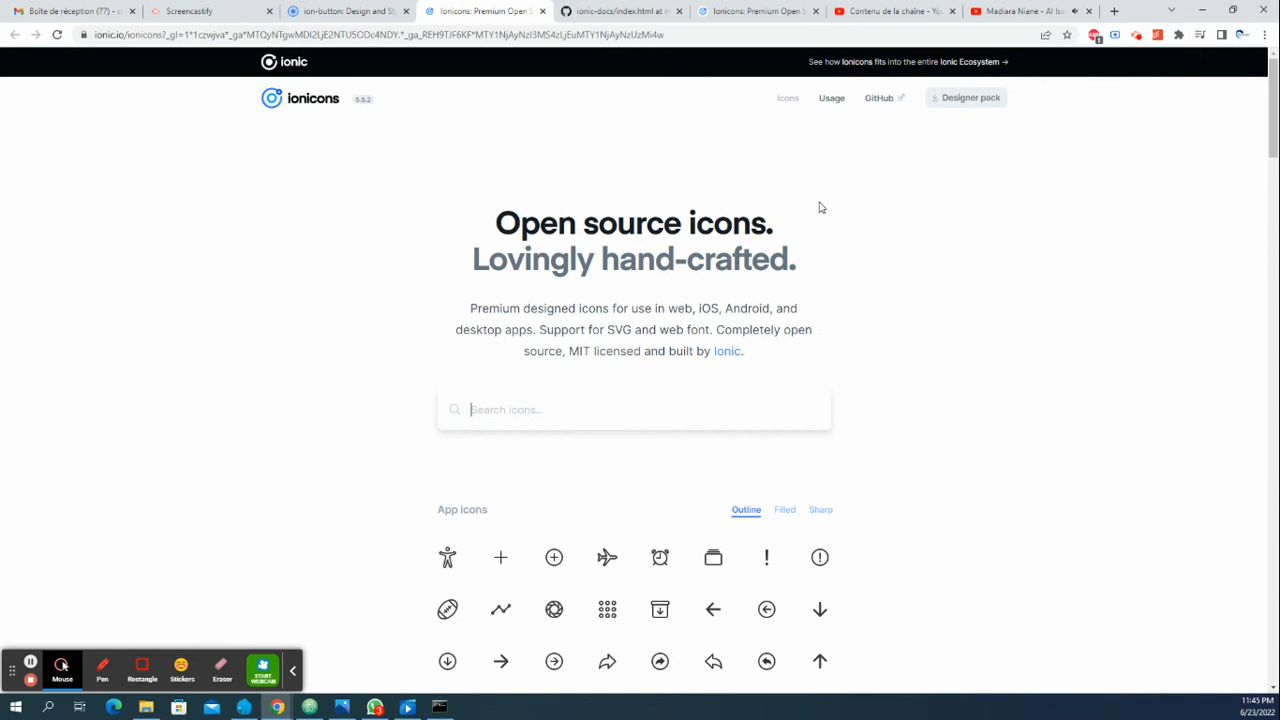 Boîte de réception (77) - c
Screencastify
ion-button: Design and St
Ionicons: Premium Open S
ionic-docs/index.html at m
Ionicons: Premium Open S
Contenu de la chaîne - Yo
Madiara Niane - Al Iso
ionic.io/ionicons?_gl=1*1czwjva*_ga*MTQyNTgwMDI2LjE2NTU5ODc4NDY.*_ga_REH9TJF6KF*MTY1NjAyNzI3MS4zLjEuMTY1NjAyNzUzMi4w
1
ionic
See how Ionicons fits into the entire Ionic Ecosystem →
ionicons
5.5.2
Icons
Usage
GitHub
Designer pack
Open source icons.
Lovingly hand-crafted.
Premium designed icons for use in web, iOS, Android, and
desktop apps. Support for SVG and web font. Completely open
source, MIT licensed and built by Ionic.
Search icons...
App icons
Outline
Filled
Sharp
Mouse
Pen
Rectangle
Stickers
Eraser
START
WEBCAM
3
11:45 PM
6/23/2022